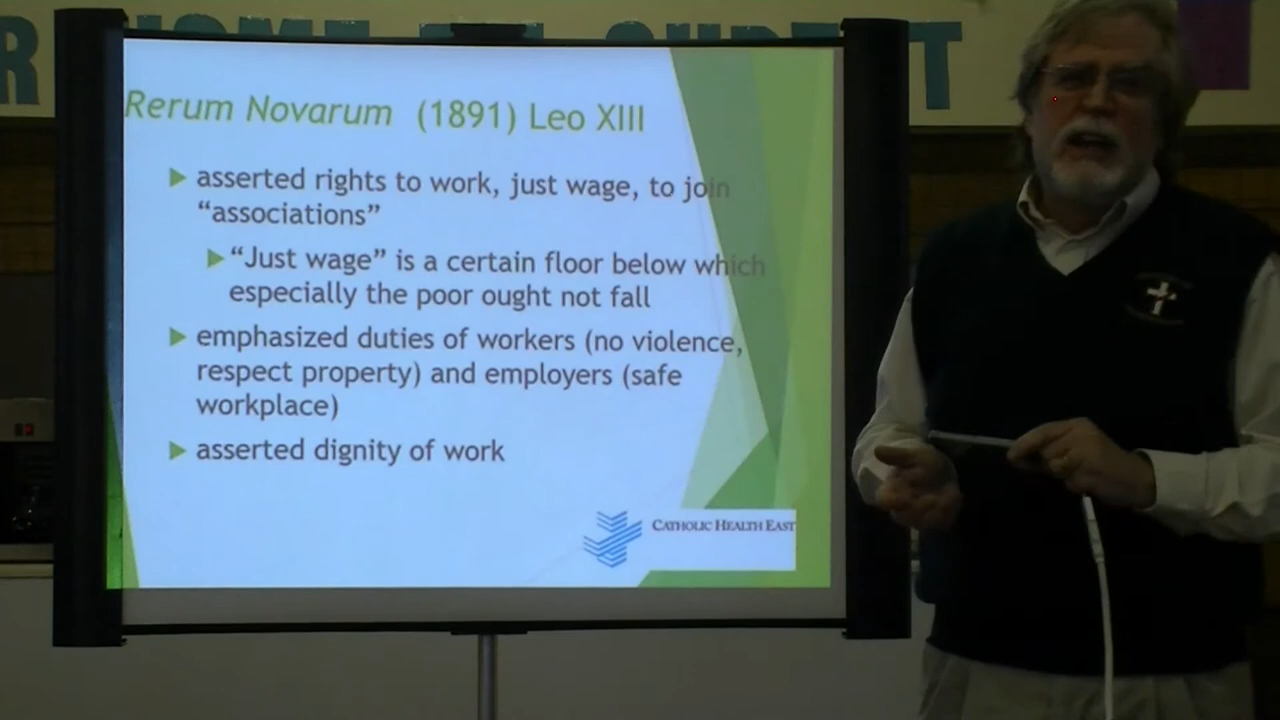 Rerum Novarum (1891) Leo XIII
asserted rights to work, just wage, to join
“associations”
“Just wage” is a certain floor below which
especially the poor ought not fall
emphasized duties of workers (no violence,
respect property) and employers (safe
workplace)
asserted dignity of work
CATHOLIC HEALTH EAST